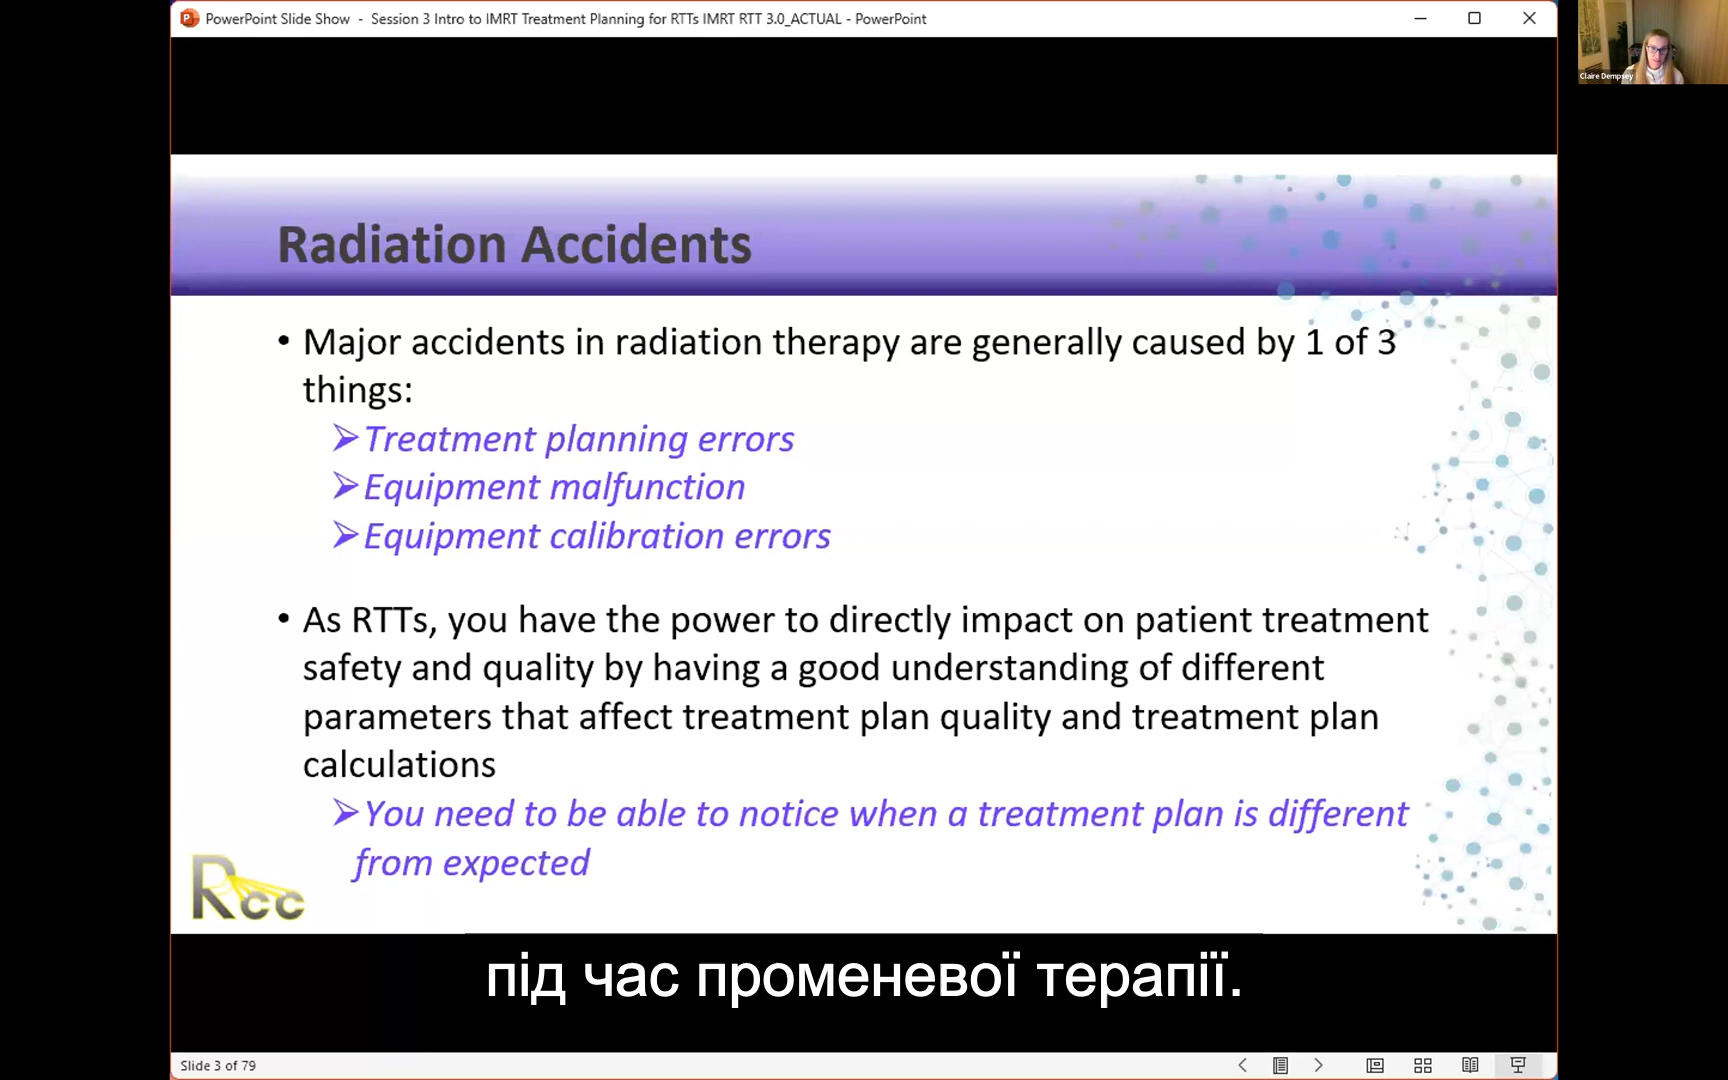 PowerPoint Slide Show - Session 3 Intro to IMRT Treatment Planning for RTTs IMRT RTT 3.0_ACTUAL - PowerPoint
Claire Dempsey
Radiation Accidents
• Major accidents in radiation therapy are generally caused by 1 of 3
things:
➢Treatment planning errors
➢Equipment malfunction
➢Equipment calibration errors
• As RTTs, you have the power to directly impact on patient treatment
safety and quality by having a good understanding of different
parameters that affect treatment plan quality and treatment plan
calculations
➢You need to be able to notice when a treatment plan is different
from expected
Rcc
під час променевої терапії.
Slide 3 of 79